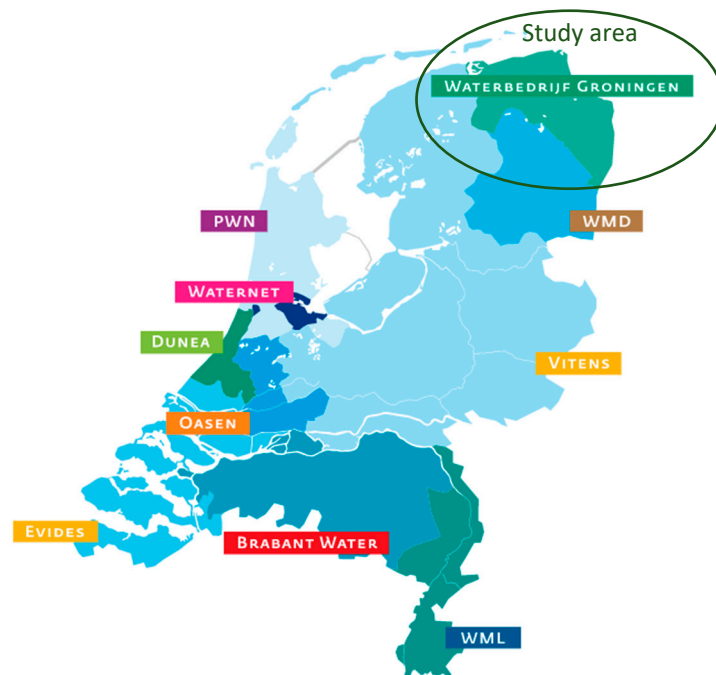 Study area
WATERBEDRIJF GRONINGEN
PWN
WMD
WATERNET
DUNEA
VITENS
OASEN
EVIDES
BRABANT WATER
WML